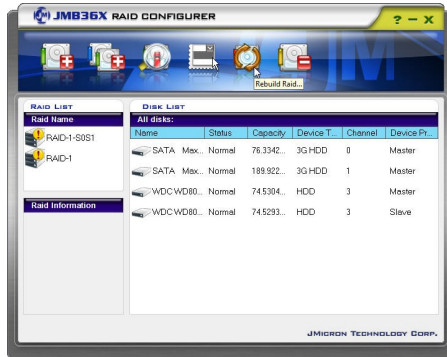 JMB36X RAID CONFIGURER
? – X
Rebuild Raid...
RAID LIST
Raid Name
RAID-1-S0S1
RAID-1
Raid Information
DISK LIST
All disks:
Name Status Capacity Device T... Channel Device Pr...
SATA Max... Normal 76.3342... 3G HDD 0 Master
SATA Max... Normal 189.922... 3G HDD 1 Master
WDC WD80... Normal 74.5304... HDD 3 Master
WDC WD80... Normal 74.5293... HDD 3 Slave
JMICRON TECHNOLOGY CORP.